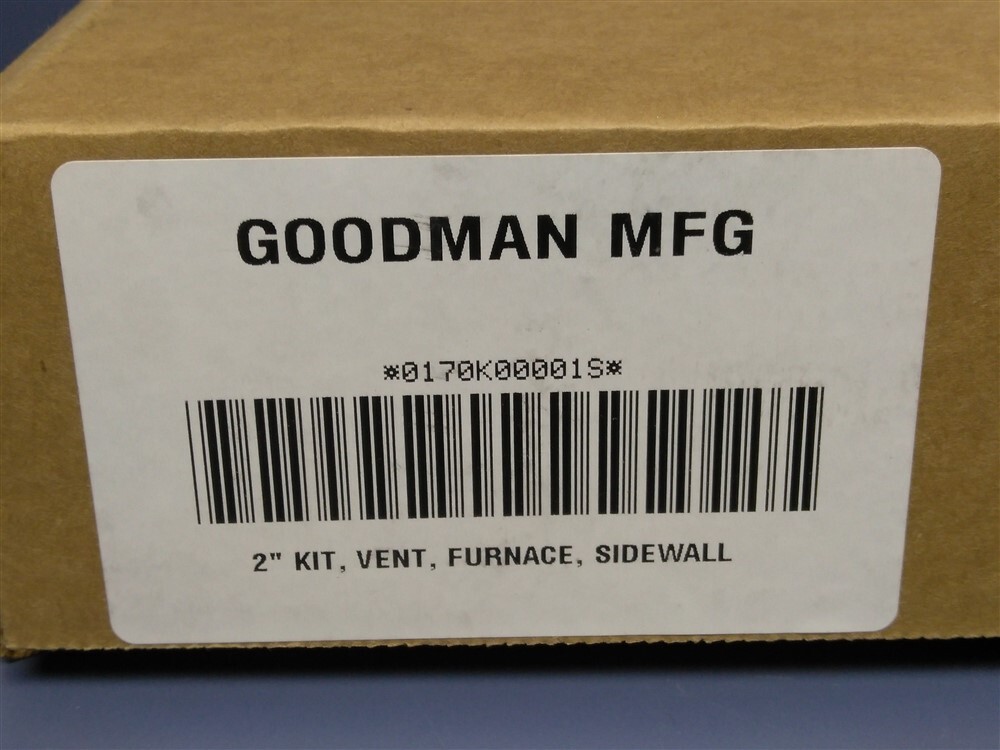 GOODMAN MFG
*0170K00001S*
2" KIT, VENT, FURNACE, SIDEWALL